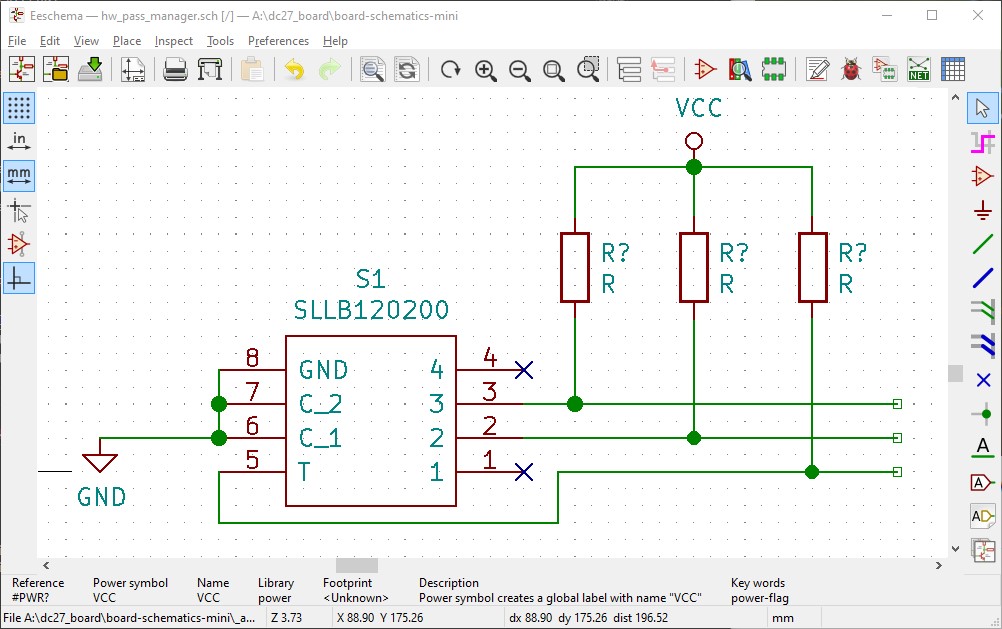 Eeschema — hw_pass_manager.sch [/] — A:\dc27_board\board-schematics-mini
File Edit View Place Inspect Tools Preferences Help
NET
in
mm
A
A
AD
VCC
R? R? R?
R R R
S1
SLLB120200
8 GND 4 4
7 C_2 3 3
6 C_1 2 2
5 T 1 1
GND
Reference Power symbol Name Library Footprint Description Key words
#PWR? VCC VCC power <Unknown> Power symbol creates a global label with name "VCC" power-flag
File A:\dc27_board\board-schematics-mini\_a... Z 3.73 X 88.90 Y 175.26 dx 88.90 dy 175.26 dist 196.52 mm